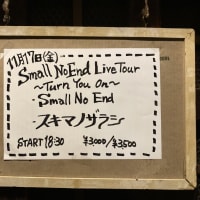 11月17日(金)
Small No End Live Tour
～Turn You On～
・Small No End
スキマノザラシ
START 18:30 ¥3000/¥3500